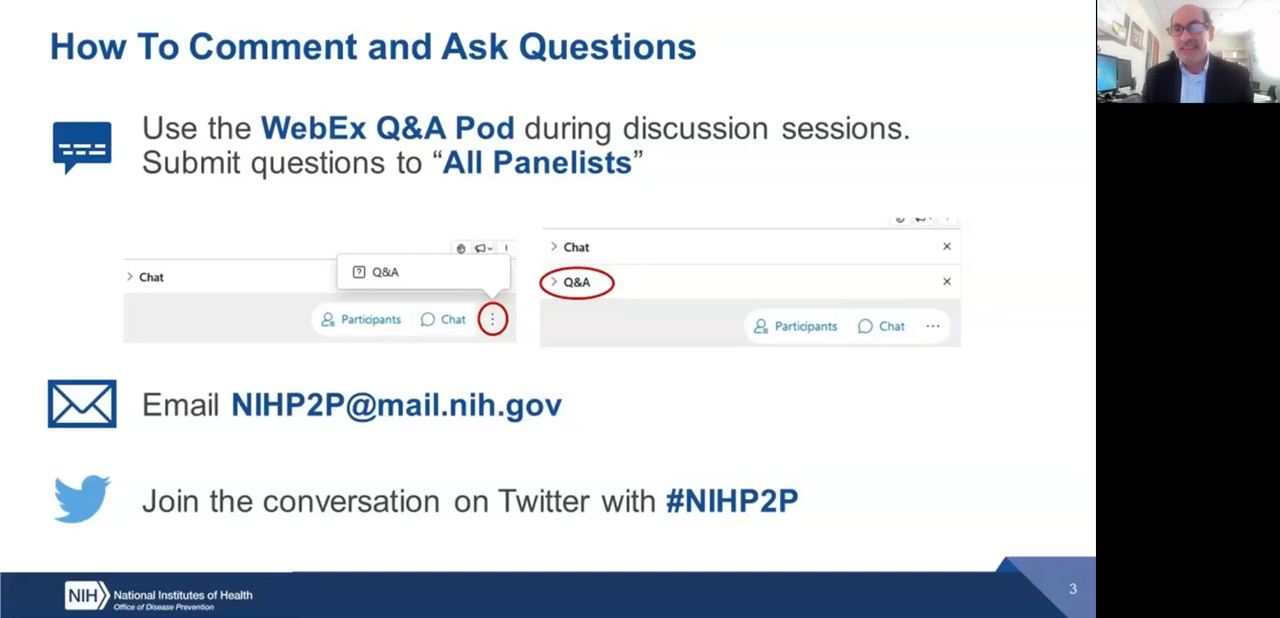 How To Comment and Ask Questions
Use the WebEx Q&A Pod during discussion sessions.
Submit questions to “All Panelists”
Chat
Q&A
Participants
Chat
Chat
Q&A
Participants
Chat
Email NIHP2P@mail.nih.gov
Join the conversation on Twitter with #NIHP2P
NIH
National Institutes of Health
Office of Disease Prevention
3